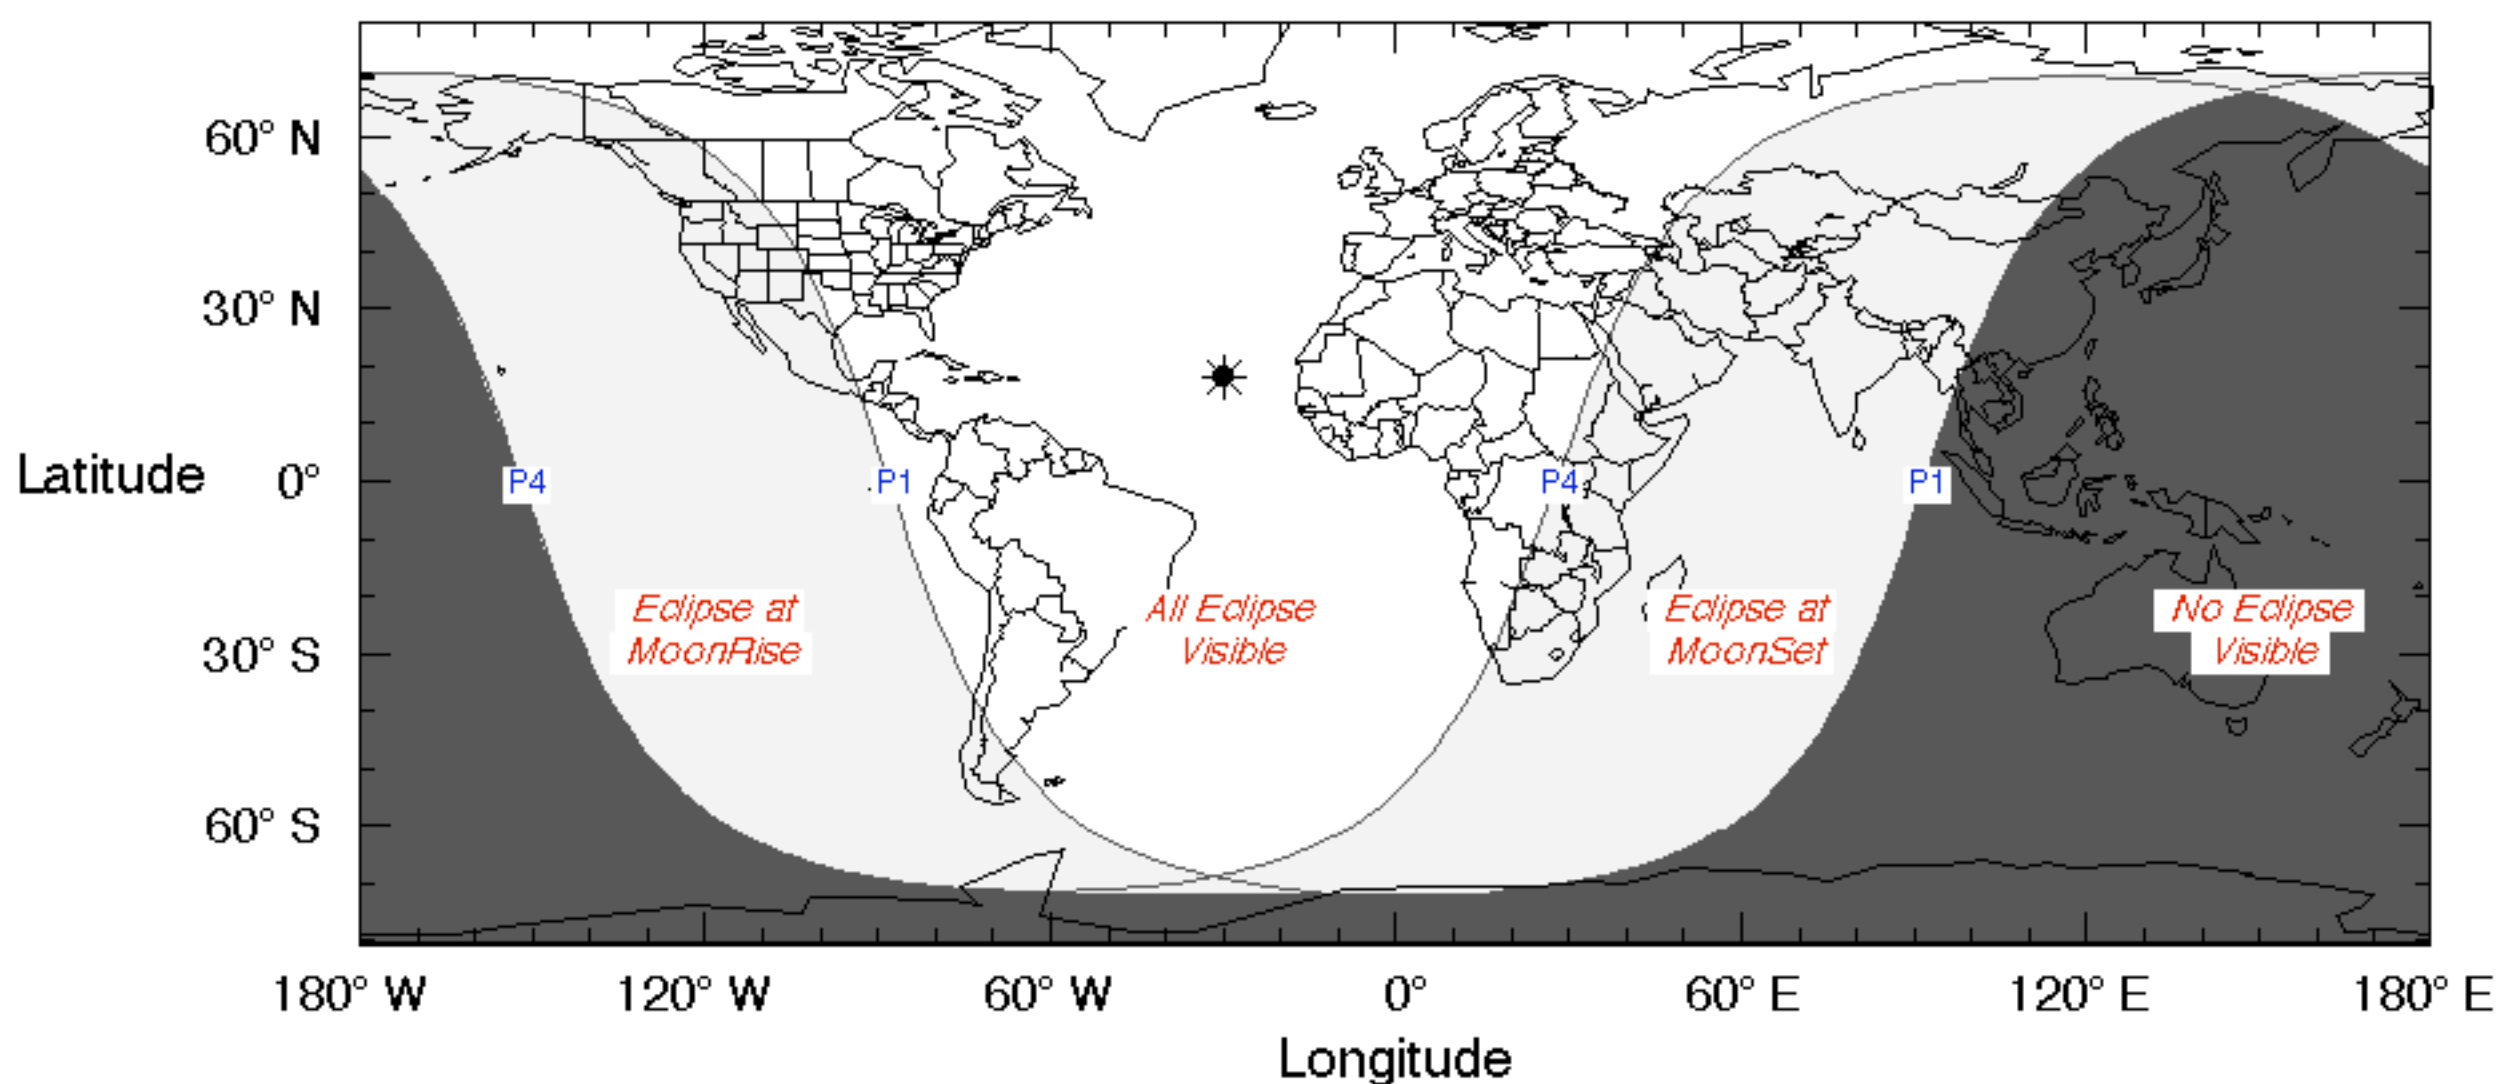 60° N
30° N
Latitude 0°
30° S
60° S
P4
P1
P4
P1
Eclipse at
MoonRise
All Eclipse
Visible
Eclipse at
MoonSet
No Eclipse
Visible
180° W 120° W 60° W 0° 60° E 120° E 180° E
Longitude